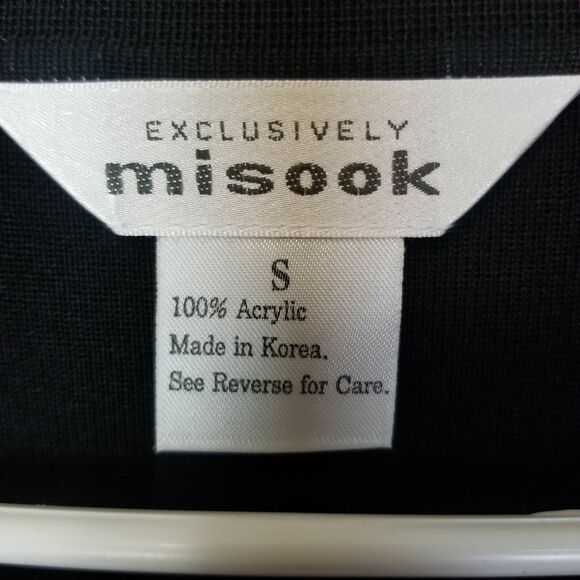 EXCLUSIVELY
misook
S
100% Acrylic
Made in Korea.
See Reverse for Care.